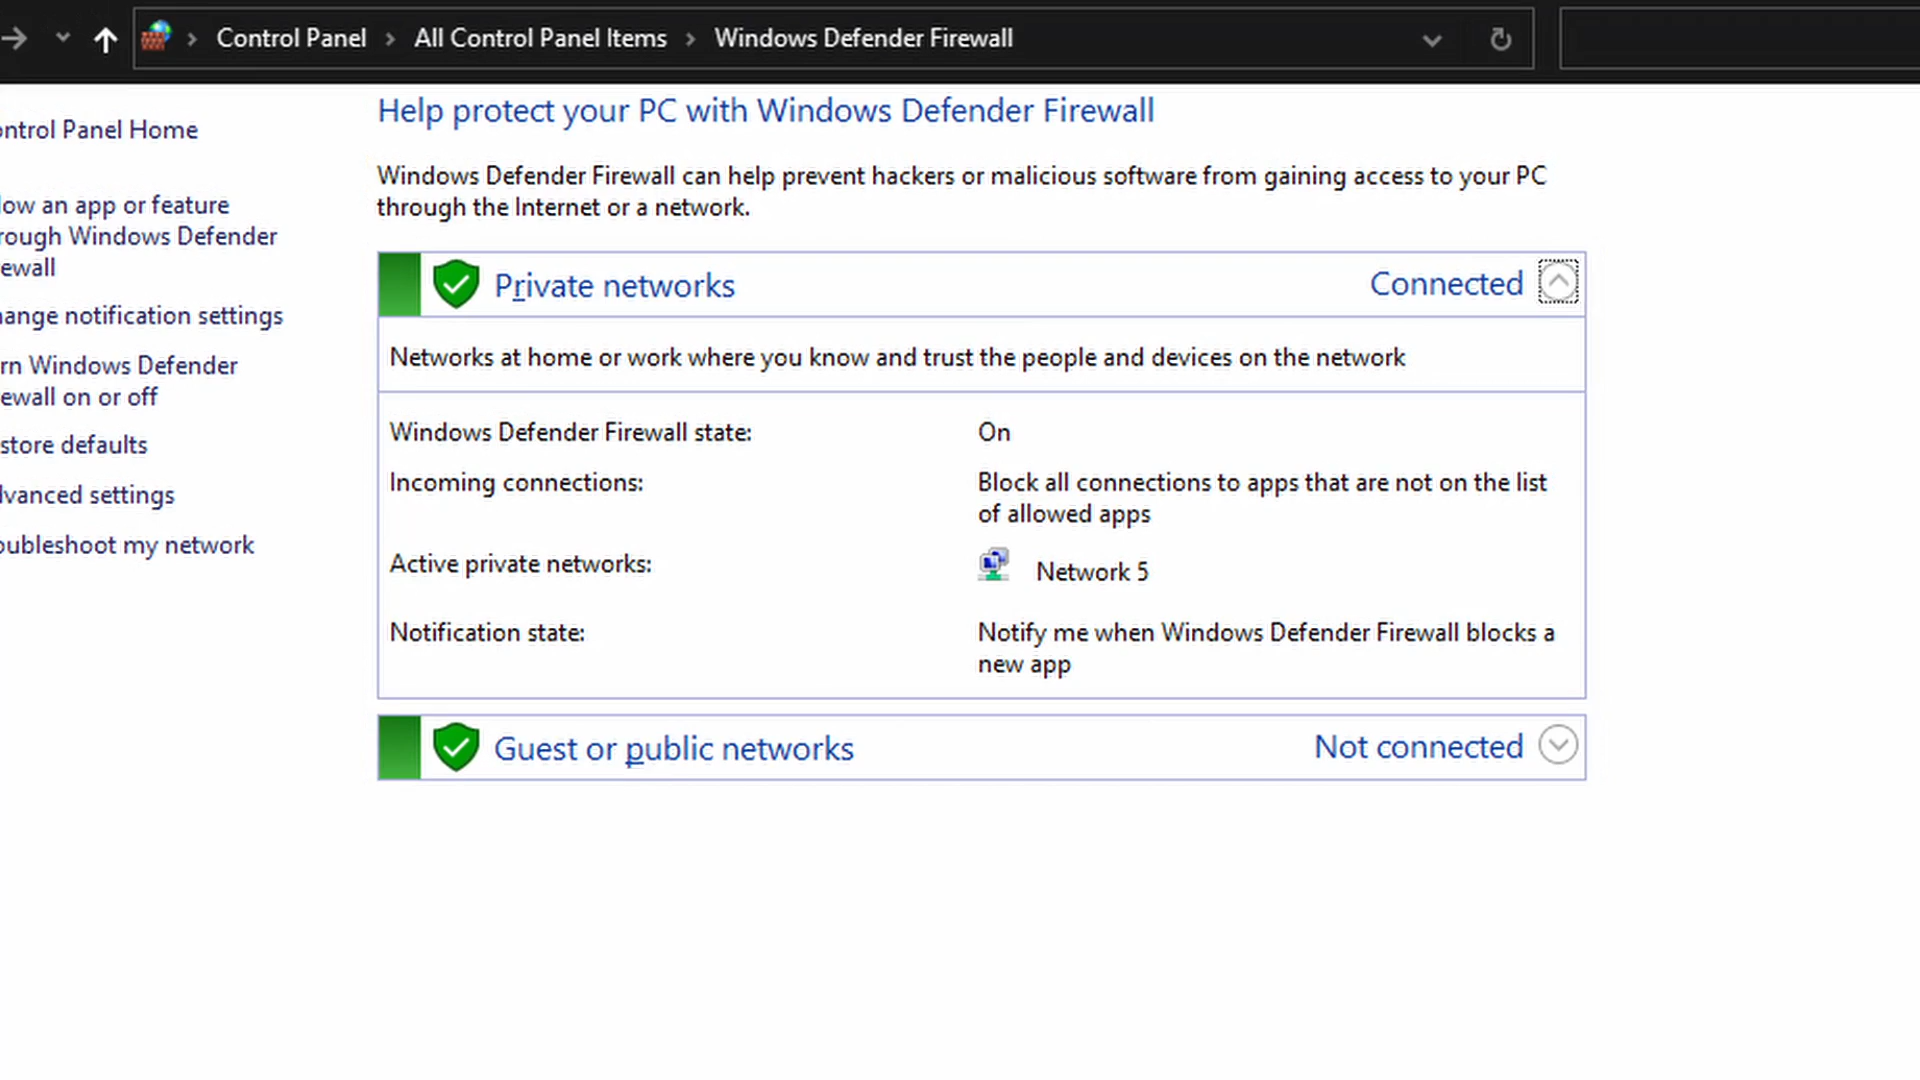 Control Panel > All Control Panel Items > Windows Defender Firewall
ontrol Panel Home
low an app or feature
rough Windows Defender
ewall
ange notification settings
rn Windows Defender
ewall on or off
store defaults
dvanced settings
oubleshoot my network
Help protect your PC with Windows Defender Firewall
Windows Defender Firewall can help prevent hackers or malicious software from gaining access to your PC
through the Internet or a network.
Private networks Connected
Networks at home or work where you know and trust the people and devices on the network
Windows Defender Firewall state: On
Incoming connections: Block all connections to apps that are not on the list
of allowed apps
Active private networks: Network 5
Notification state: Notify me when Windows Defender Firewall blocks a
new app
Guest or public networks Not connected